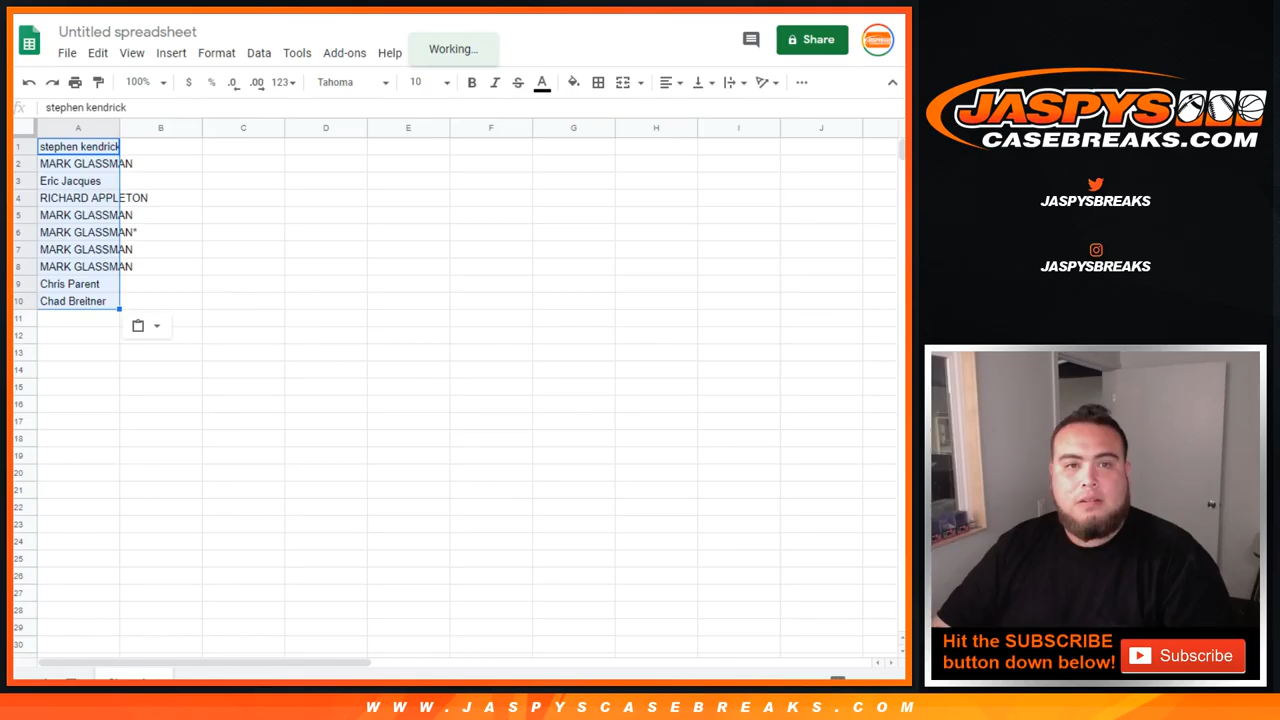 Untitled spreadsheet
File Edit View Insert Format Data Tools Add-ons Help
Working...
Share
100% $ % .0 .00 123 Tahoma 10 B I S A
fx stephen kendrick
A B C D E F G H I J
1 stephen kendrick
2 MARK GLASSMAN
3 Eric Jacques
4 RICHARD APPLETON
5 MARK GLASSMAN
6 MARK GLASSMAN*
7 MARK GLASSMAN
8 MARK GLASSMAN
9 Chris Parent
10 Chad Breitner
11
12
13
14
15
16
17
18
19
20
21
22
23
24
25
26
27
28
29
30
JASPYS
CASEBREAKS.COM
JASPYSBREAKS
JASPYSBREAKS
Hit the SUBSCRIBE
button down below!
Subscribe
WWW.JASPYSCASEBREAKS.COM